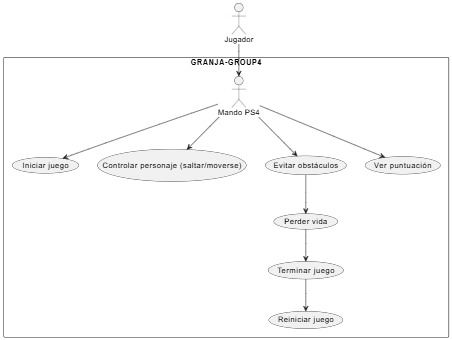 Jugador
GRANJA-GROUP4
Mando PS4
Iniciar juego
Controlar personaje (saltar/moverse)
Evitar obstáculos
Ver puntuación
Perder vida
Terminar juego
Reiniciar juego